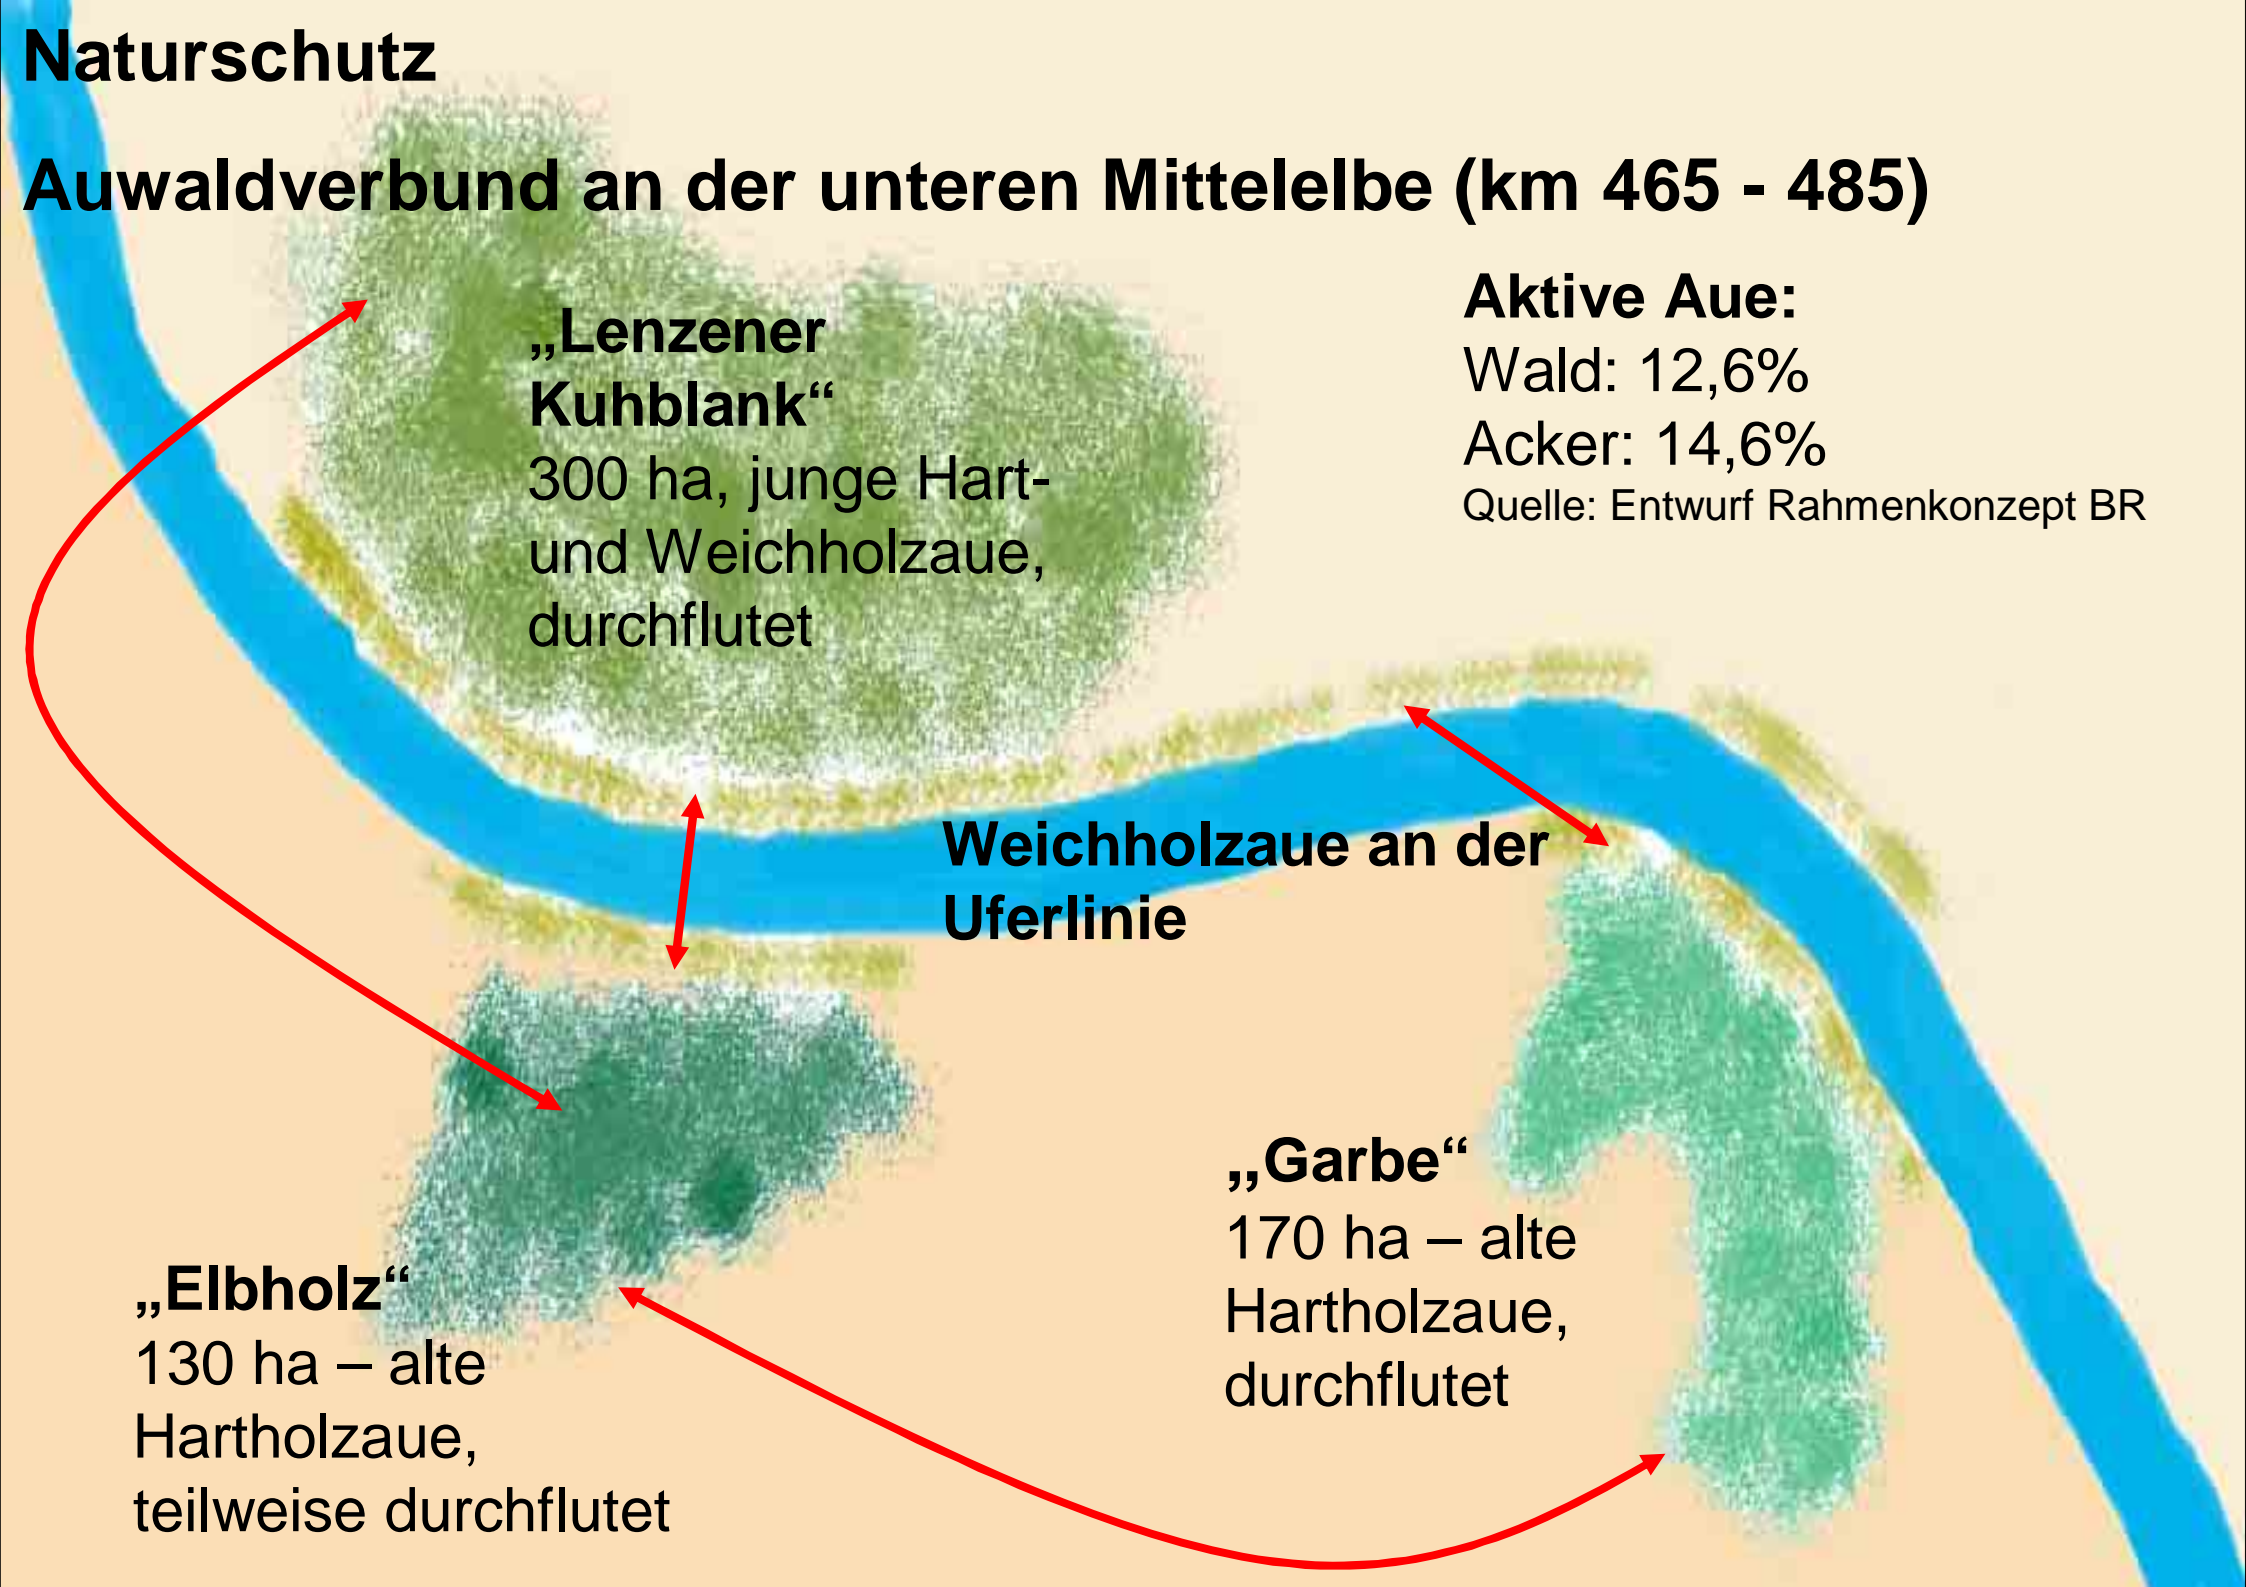 Naturschutz
Auwaldverbund an der unteren Mittelelbe (km 465 - 485)
Aktive Aue:
Wald: 12,6%
Acker: 14,6%
Quelle: Entwurf Rahmenkonzept BR
„Lenzener
Kuhblank“
300 ha, junge Hart-
und Weichholzaue,
durchflutet
Weichholzaue an der
Uferlinie
„Garbe“
170 ha – alte
Hartholzaue,
durchflutet
„Elbholz“
130 ha – alte
Hartholzaue,
teilweise durchflutet